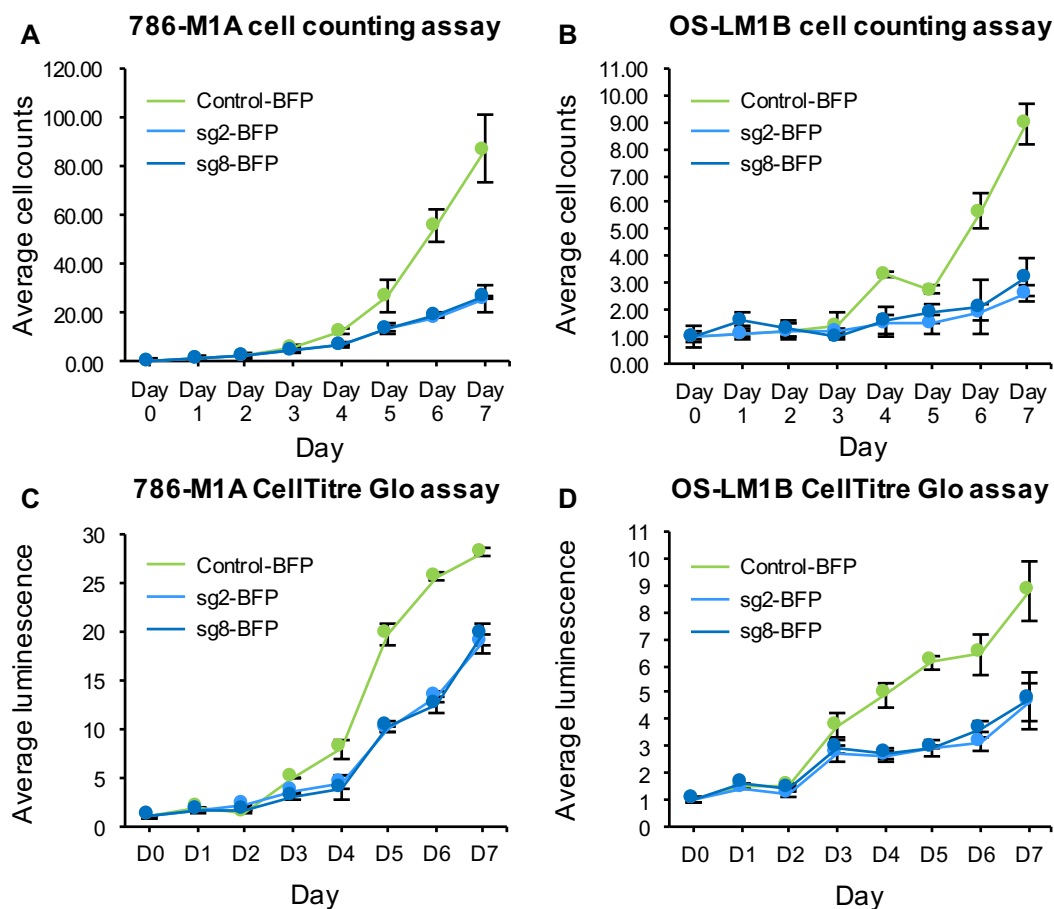 A
786-M1A cell counting assay
120.00
100.00
80.00
60.00
40.00
20.00
0.00
Average cell counts
Control-BFP
sg2-BFP
sg8-BFP
Day 0
Day 1
Day 2
Day 3
Day 4
Day 5
Day 6
Day 7
Day
B
OS-LM1B cell counting assay
11.00
10.00
9.00
8.00
7.00
6.00
5.00
4.00
3.00
2.00
1.00
0.00
Average cell counts
Control-BFP
sg2-BFP
sg8-BFP
Day 0
Day 1
Day 2
Day 3
Day 4
Day 5
Day 6
Day 7
Day
C
786-M1A CellTitre Glo assay
30
25
20
15
10
5
0
Average luminescence
Control-BFP
sg2-BFP
sg8-BFP
D0 D1 D2 D3 D4 D5 D6 D7
Day
D
OS-LM1B CellTitre Glo assay
11
10
9
8
7
6
5
4
3
2
1
0
Average luminescence
Control-BFP
sg2-BFP
sg8-BFP
D0 D1 D2 D3 D4 D5 D6 D7
Day